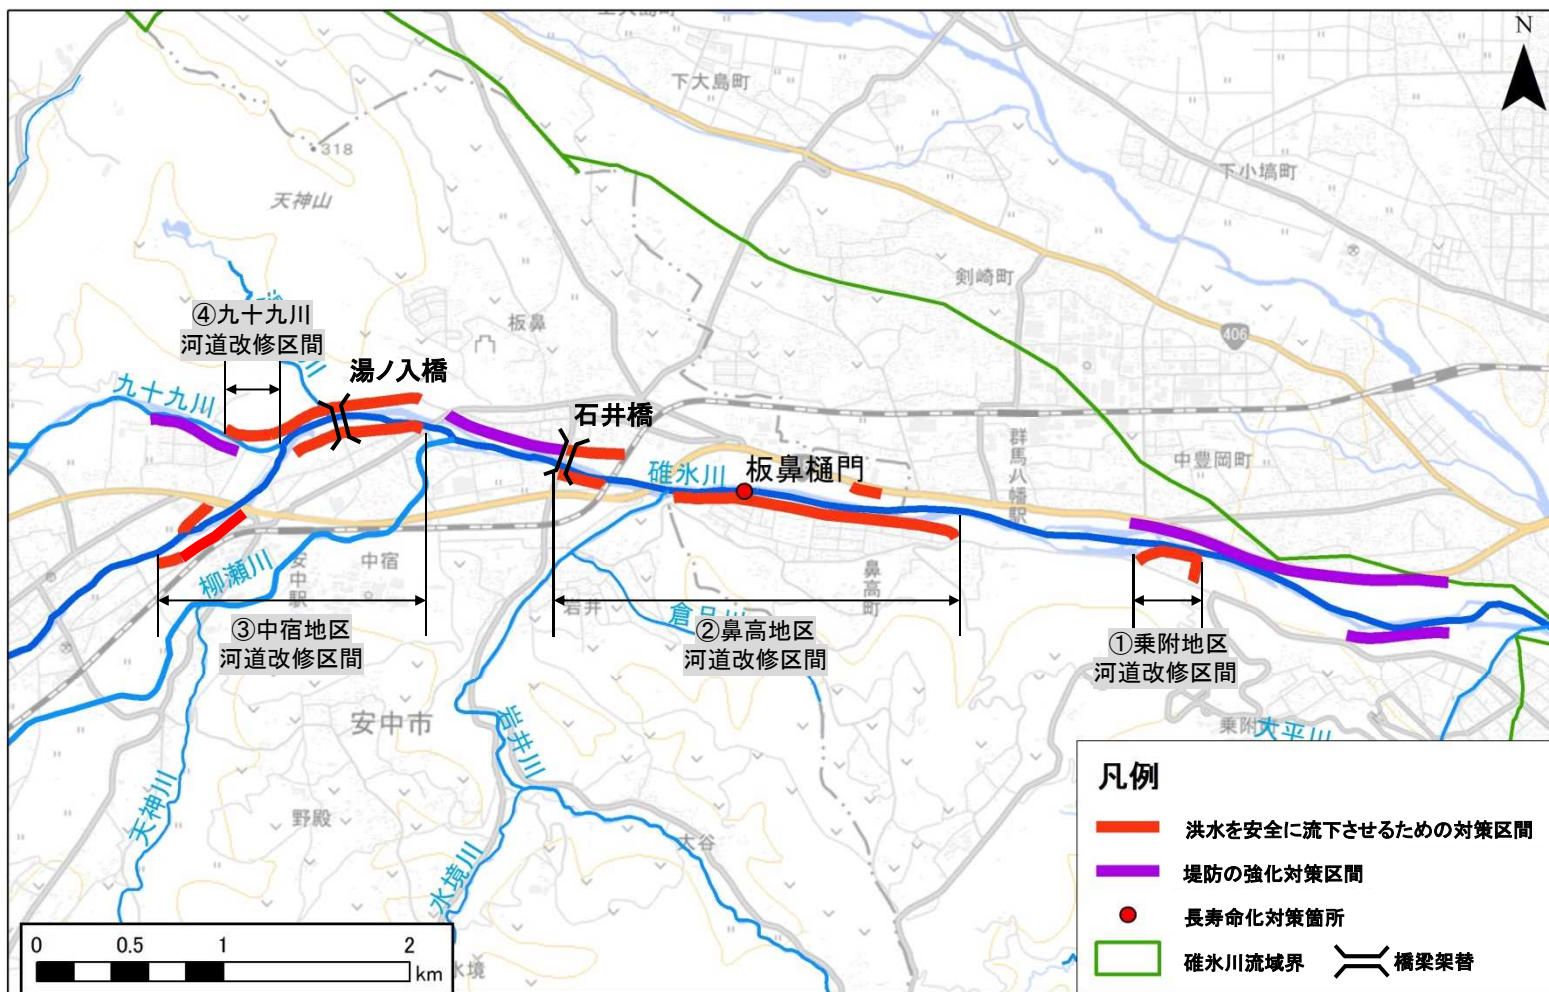 N
下大島町
下小塙町
318
天神山
剣崎町
406
④九十九川
河道改修区間
板鼻
湯ノ入橋
九十九川
石井橋
群馬八幡駅
中豊岡町
碓氷川
板鼻樋門
柳瀬川
安中駅
中宿
岩井
鼻高町
③中宿地区
河道改修区間
②鼻高地区
河道改修区間
①乗附地区
河道改修区間
安中市
岩井川
乗附
大平川
天神川
野殿
大谷
水境川
水境
凡例
洪水を安全に流下させるための対策区間
堤防の強化対策区間
長寿命化対策箇所
碓氷川流域界
橋梁架替
0 0.5 1 2
km